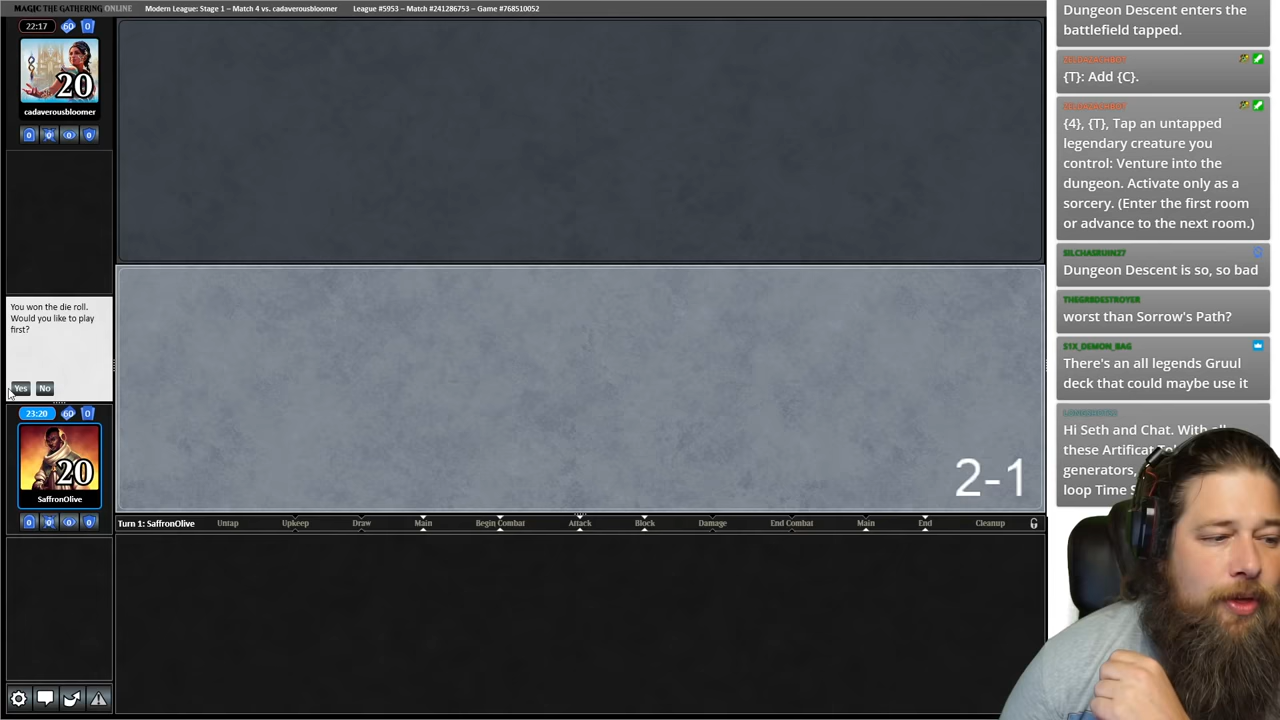 MAGIC THE GATHERING ONLINE
Modern League: Stage 1 – Match 4 vs. cadaverousbloomer
League #5953 – Match #241286753 – Game #768510052
22:17
60
0
20
cadaverousbloomer
0 0 0 0
You won the die roll.
Would you like to play
first?
Yes No
23:20
60
0
20
SaffronOlive
0 0 0 0
2-1
Turn 1: SaffronOlive
Untap Upkeep Draw Main Begin Combat Attack Block Damage End Combat Main End Cleanup
Dungeon Descent enters the
battlefield tapped.
{T}: Add {C}.
{4}, {T}, Tap an untapped
legendary creature you
control: Venture into the
dungeon. Activate only as a
sorcery. (Enter the first room
or advance to the next room.)
SILCHASRUIN27
Dungeon Descent is so, so bad
THEGR8DESTROYER
worst than Sorrow's Path?
S1X_DEMON_BAG
There's an all legends Gruul
deck that could maybe use it
Hi Seth and Chat. With all
these Artifact
generators,
loop Time